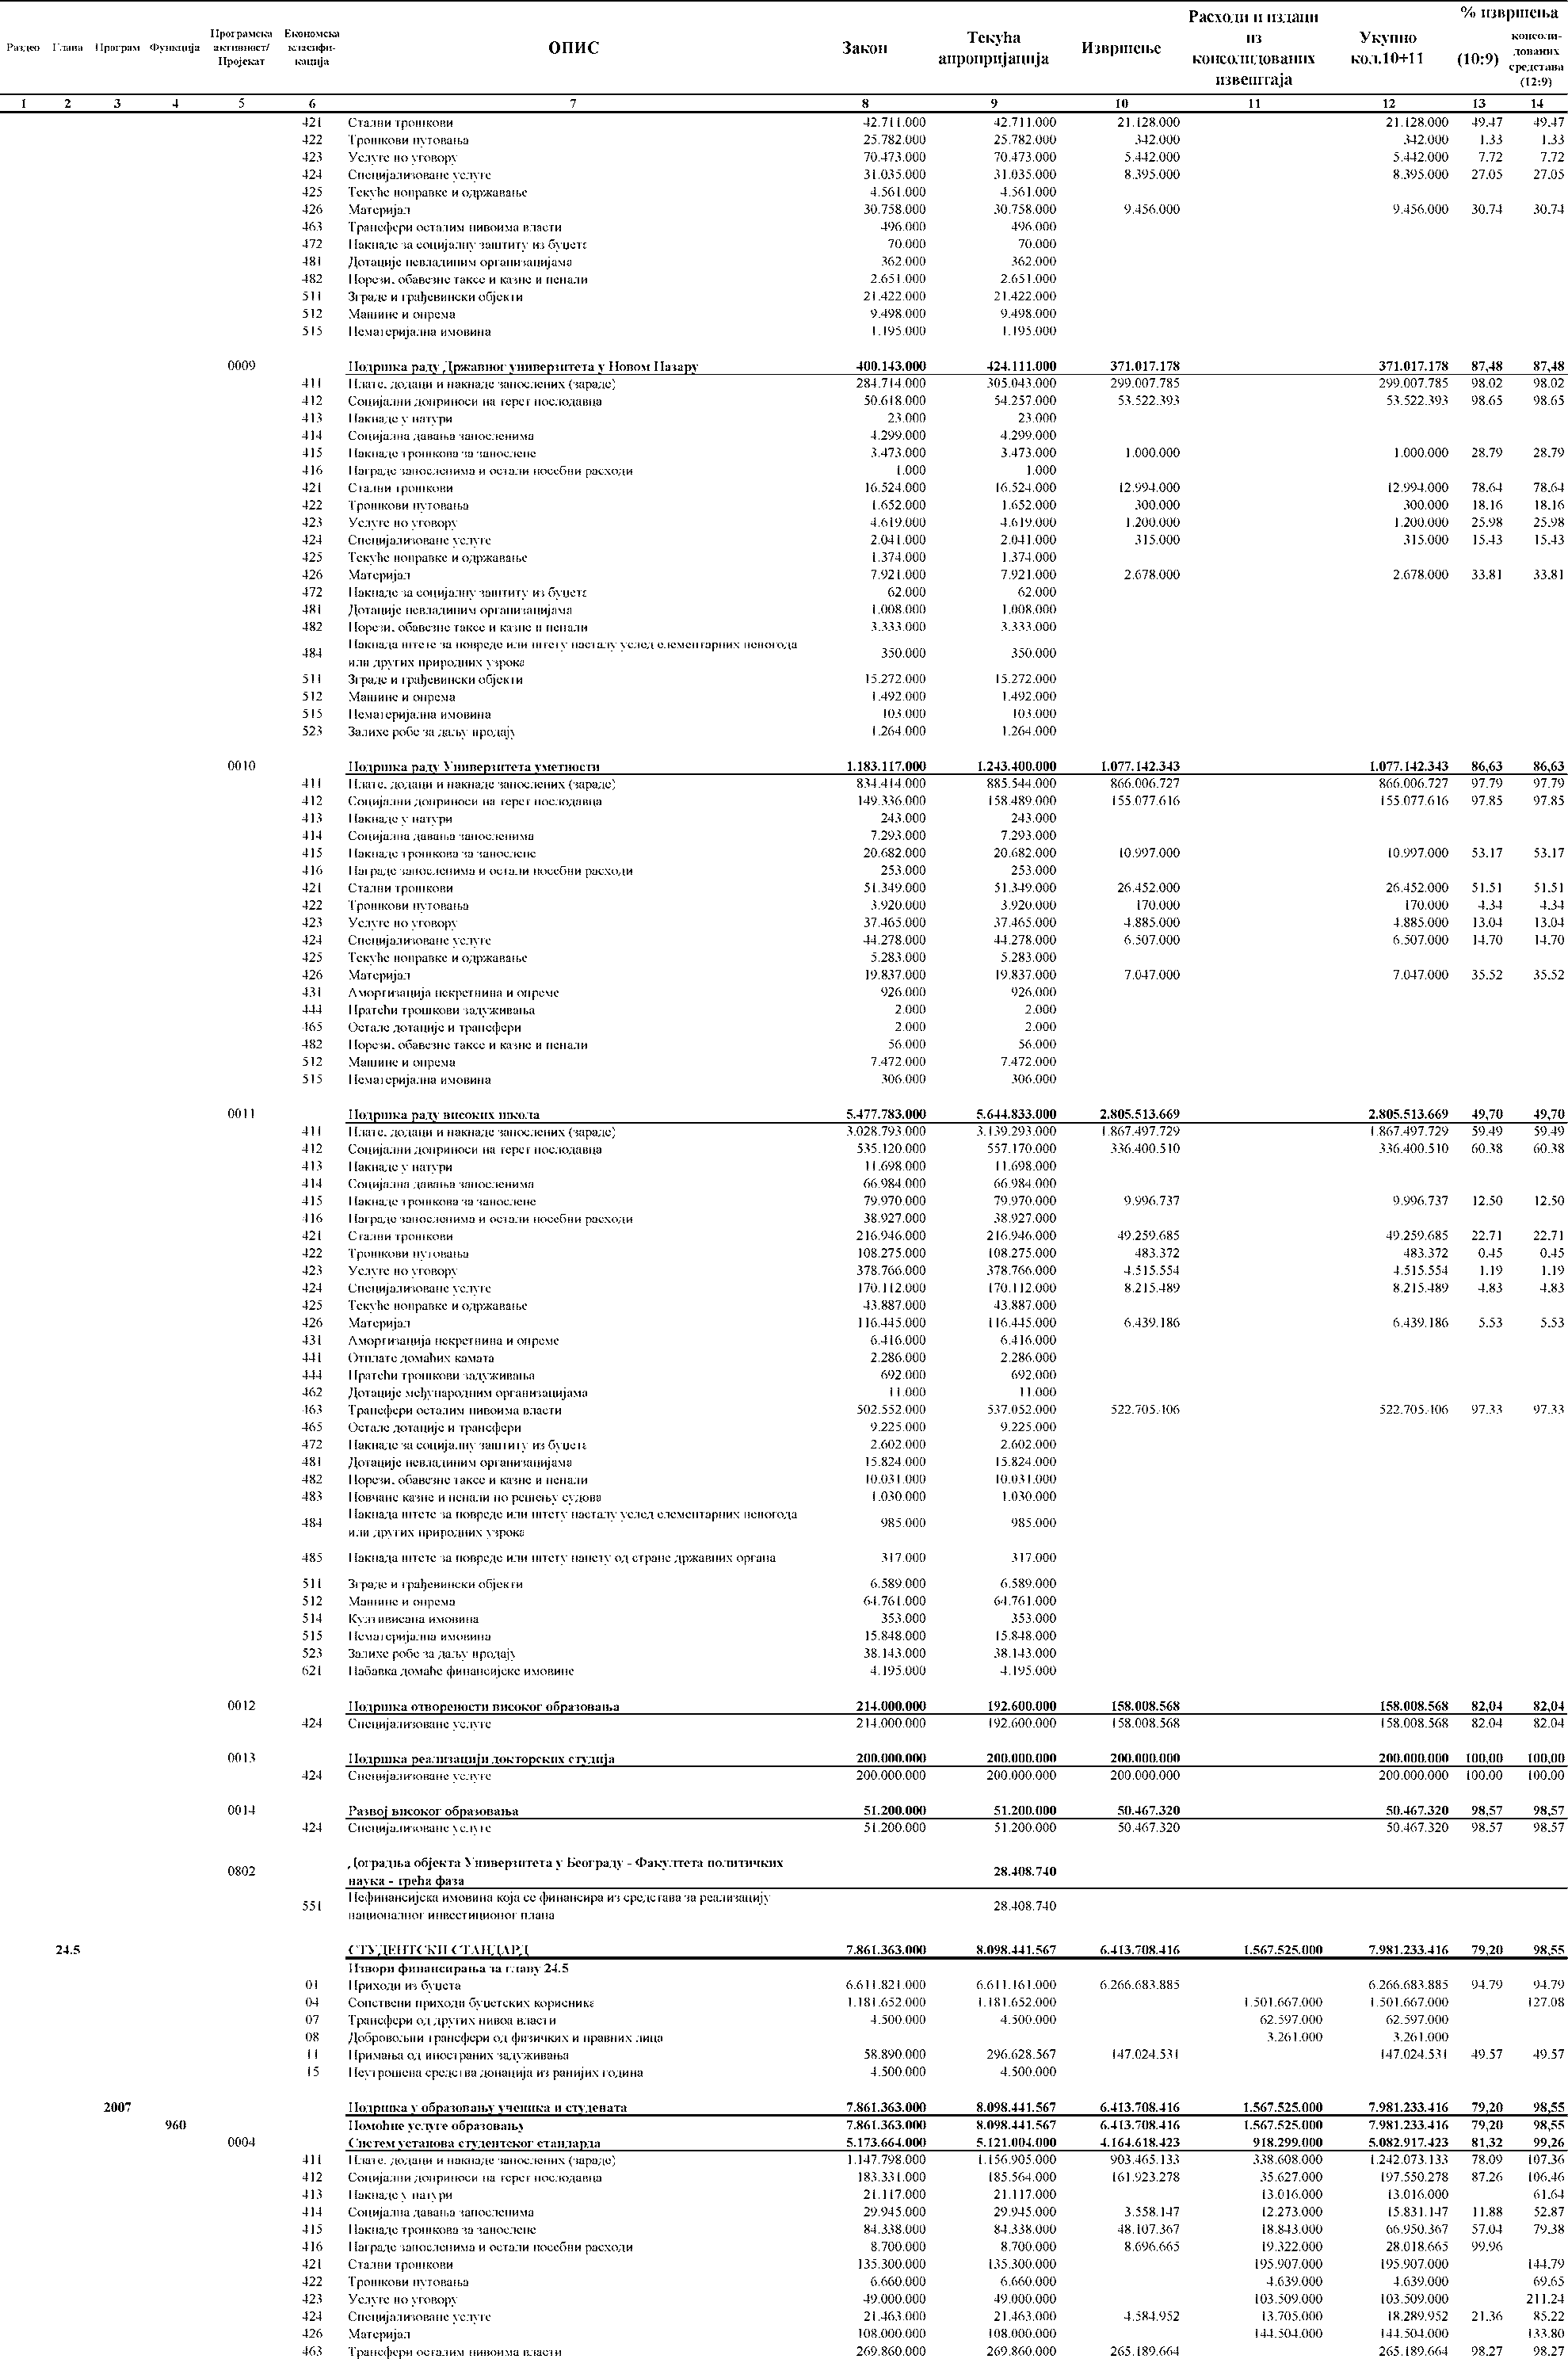 Раздео Глава Програм Функција Програмска активност/ Пројекат Економска класифи-кација ОПИС Закон Текућа апропријација Извршење Расходи и издаци из консолидованих извештаја Укупно кол.10+11 % извршења (10:9) консоли-дованих средстава (12:9)
1 2 3 4 5 6 7 8 9 10 11 12 13 14
421 Стални трошкови 42.711.000 42.711.000 21.128.000 21.128.000 49,47 49,47
422 Трошкови путовања 25.782.000 25.782.000 342.000 342.000 1,33 1,33
423 Услуге по уговору 70.473.000 70.473.000 5.442.000 5.442.000 7,72 7,72
424 Специјализоване услуге 31.035.000 31.035.000 8.395.000 8.395.000 27,05 27,05
425 Текуће поправке и одржавање 4.561.000 4.561.000
426 Материјал 30.758.000 30.758.000 9.456.000 9.456.000 30,74 30,74
463 Трансфери осталим нивоима власти 496.000 496.000
472 Накнаде за социјалну заштиту из буџета 70.000 70.000
481 Дотације невладиним организацијама 362.000 362.000
482 Порези, обавезне таксе и казне и пенали 2.651.000 2.651.000
511 Зграде и грађевински објекти 21.422.000 21.422.000
512 Машине и опрема 9.498.000 9.498.000
515 Нематеријална имовина 1.195.000 1.195.000
0009 Подршка раду Државног универзитета у Новом Пазару 400.143.000 424.111.000 371.017.178 371.017.178 87,48 87,48
411 Плате, додаци и накнаде запослених (зараде) 284.714.000 305.043.000 299.007.785 299.007.785 98,02 98,02
412 Социјални доприноси на терет послодавца 50.618.000 54.257.000 53.522.393 53.522.393 98,65 98,65
413 Накнаде у натури 23.000 23.000
414 Социјална давања запосленима 4.299.000 4.299.000
415 Накнаде трошкова за запослене 3.473.000 3.473.000 1.000.000 1.000.000 28,79 28,79
416 Награде запосленима и остали посебни расходи 1.000 1.000
421 Стални трошкови 16.524.000 16.524.000 12.994.000 12.994.000 78,64 78,64
422 Трошкови путовања 1.652.000 1.652.000 300.000 300.000 18,16 18,16
423 Услуге по уговору 4.619.000 4.619.000 1.200.000 1.200.000 25,98 25,98
424 Специјализоване услуге 2.041.000 2.041.000 315.000 315.000 15,43 15,43
425 Текуће поправке и одржавање 1.374.000 1.374.000
426 Материјал 7.921.000 7.921.000 2.678.000 2.678.000 33,81 33,81
472 Накнаде за социјалну заштиту из буџета 62.000 62.000
481 Дотације невладиним организацијама 1.008.000 1.008.000
482 Порези, обавезне таксе и казне и пенали 3.333.000 3.333.000
484 Накнада штете за повреде или штету насталу услед елементарних непогода или других природних узрока 350.000 350.000
511 Зграде и грађевински објекти 15.272.000 15.272.000
512 Машине и опрема 1.492.000 1.492.000
515 Нематеријална имовина 103.000 103.000
523 Залихе робе за даљу продају 1.264.000 1.264.000
0010 Подршка раду Универзитета уметности 1.183.117.000 1.243.400.000 1.077.142.343 1.077.142.343 86,63 86,63
411 Плате, додаци и накнаде запослених (зараде) 834.414.000 885.544.000 866.006.727 866.006.727 97,79 97,79
412 Социјални доприноси на терет послодавца 149.336.000 158.489.000 155.077.616 155.077.616 97,85 97,85
413 Накнаде у натури 243.000 243.000
414 Социјална давања запосленима 7.293.000 7.293.000
415 Накнаде трошкова за запослене 20.682.000 20.682.000 10.997.000 10.997.000 53,17 53,17
416 Награде запосленима и остали посебни расходи 253.000 253.000
421 Стални трошкови 51.349.000 51.349.000 26.452.000 26.452.000 51,51 51,51
422 Трошкови путовања 3.920.000 3.920.000 170.000 170.000 4,34 4,34
423 Услуге по уговору 37.465.000 37.465.000 4.885.000 4.885.000 13,04 13,04
424 Специјализоване услуге 44.278.000 44.278.000 6.507.000 6.507.000 14,70 14,70
425 Текуће поправке и одржавање 5.283.000 5.283.000
426 Материјал 19.837.000 19.837.000 7.047.000 7.047.000 35,52 35,52
431 Амортизација некретнина и опреме 926.000 926.000
444 Пратећи трошкови задуживања 2.000 2.000
465 Остале дотације и трансфери 2.000 2.000
482 Порези, обавезне таксе и казне и пенали 56.000 56.000
512 Машине и опрема 7.472.000 7.472.000
515 Нематеријална имовина 306.000 306.000
0011 Подршка раду високих школа 5.477.783.000 5.644.833.000 2.805.513.669 2.805.513.669 49,70 49,70
411 Плате, додаци и накнаде запослених (зараде) 3.028.793.000 3.139.293.000 1.867.497.729 1.867.497.729 59,49 59,49
412 Социјални доприноси на терет послодавца 535.120.000 557.170.000 336.400.510 336.400.510 60,38 60,38
413 Накнаде у натури 11.698.000 11.698.000
414 Социјална давања запосленима 66.984.000 66.984.000
415 Накнаде трошкова за запослене 79.970.000 79.970.000 9.996.737 9.996.737 12,50 12,50
416 Награде запосленима и остали посебни расходи 38.927.000 38.927.000
421 Стални трошкови 216.946.000 216.946.000 49.259.685 49.259.685 22,71 22,71
422 Трошкови путовања 108.275.000 108.275.000 483.372 483.372 0,45 0,45
423 Услуге по уговору 378.766.000 378.766.000 4.515.554 4.515.554 1,19 1,19
424 Специјализоване услуге 170.112.000 170.112.000 8.215.489 8.215.489 4,83 4,83
425 Текуће поправке и одржавање 43.887.000 43.887.000
426 Материјал 116.445.000 116.445.000 6.439.186 6.439.186 5,53 5,53
431 Амортизација некретнина и опреме 6.416.000 6.416.000
441 Отплате домаћих камата 2.286.000 2.286.000
444 Пратећи трошкови задуживања 692.000 692.000
462 Дотације међународним организацијама 11.000 11.000
463 Трансфери осталим нивоима власти 502.552.000 537.052.000 522.705.406 522.705.406 97,33 97,33
465 Остале дотације и трансфери 9.225.000 9.225.000
472 Накнаде за социјалну заштиту из буџета 2.602.000 2.602.000
481 Дотације невладиним организацијама 15.824.000 15.824.000
482 Порези, обавезне таксе и казне и пенали 10.031.000 10.031.000
483 Новчане казне и пенали по решењу судова 1.030.000 1.030.000
484 Накнада штете за повреде или штету насталу услед елементарних непогода или других природних узрока 985.000 985.000
485 Накнада штете за повреде или штету нанету од стране државних органа 317.000 317.000
511 Зграде и грађевински објекти 6.589.000 6.589.000
512 Машине и опрема 64.761.000 64.761.000
514 Култивисана имовина 353.000 353.000
515 Нематеријална имовина 15.848.000 15.848.000
523 Залихе робе за даљу продају 38.143.000 38.143.000
621 Набавка домаће финансијске имовине 4.195.000 4.195.000
0012 Подршка отворености високог образовања 214.000.000 192.600.000 158.008.568 158.008.568 82,04 82,04
424 Специјализоване услуге 214.000.000 192.600.000 158.008.568 158.008.568 82,04 82,04
0013 Подршка реализацији докторских студија 200.000.000 200.000.000 200.000.000 200.000.000 100,00 100,00
424 Специјализоване услуге 200.000.000 200.000.000 200.000.000 200.000.000 100,00 100,00
0014 Развој високог образовања 51.200.000 51.200.000 50.467.320 50.467.320 98,57 98,57
424 Специјализоване услуге 51.200.000 51.200.000 50.467.320 50.467.320 98,57 98,57
0802 Доградња објекта Универзитета у Београду - Факултета политичких наука - трећа фаза 28.408.740
551 Нефинансијска имовина која се финансира из средстава за реализацију националног инвестиционог плана 28.408.740
24.5 СТУДЕНТСКИ СТАНДАРД 7.861.363.000 8.098.441.567 6.413.708.416 1.567.525.000 7.981.233.416 79,20 98,55
Извори финансирања за главу 24.5
01 Приходи из буџета 6.611.821.000 6.611.161.000 6.266.683.885 6.266.683.885 94,79 94,79
04 Сопствени приходи буџетских корисника 1.181.652.000 1.181.652.000 1.501.667.000 1.501.667.000 127,08
07 Трансфери од других нивоа власти 4.500.000 4.500.000 62.597.000 62.597.000
08 Добровољни трансфери од физичких и правних лица 3.261.000 3.261.000
11 Примања од иностраних задуживања 58.890.000 296.628.567 147.024.531 147.024.531 49,57 49,57
15 Неутрошена средства донација из ранијих година 4.500.000 4.500.000
2007 Подршка у образовању ученика и студената 7.861.363.000 8.098.441.567 6.413.708.416 1.567.525.000 7.981.233.416 79,20 98,55
960 Помоћне услуге образовању 7.861.363.000 8.098.441.567 6.413.708.416 1.567.525.000 7.981.233.416 79,20 98,55
0004 Систем установа студентског стандарда 5.173.664.000 5.121.004.000 4.164.618.423 918.299.000 5.082.917.423 81,32 99,26
411 Плате, додаци и накнаде запослених (зараде) 1.147.798.000 1.156.905.000 903.465.133 338.608.000 1.242.073.133 78,09 107,36
412 Социјални доприноси на терет послодавца 183.331.000 185.564.000 161.923.278 35.627.000 197.550.278 87,26 106,46
413 Накнаде у натури 21.117.000 21.117.000 13.016.000 13.016.000 61,64
414 Социјална давања запосленима 29.945.000 29.945.000 3.558.147 12.273.000 15.831.147 11,88 52,87
415 Накнаде трошкова за запослене 84.338.000 84.338.000 48.107.367 18.843.000 66.950.367 57,04 79,38
416 Награде запосленима и остали посебни расходи 8.700.000 8.700.000 8.696.665 19.322.000 28.018.665 99,96
421 Стални трошкови 135.300.000 135.300.000 195.907.000 195.907.000 144,79
422 Трошкови путовања 6.660.000 6.660.000 4.639.000 4.639.000 69,65
423 Услуге по уговору 49.000.000 49.000.000 103.509.000 103.509.000 211,24
424 Специјализоване услуге 21.463.000 21.463.000 4.584.952 13.705.000 18.289.952 21,36 85,22
426 Материјал 108.000.000 108.000.000 144.504.000 144.504.000 133,80
463 Трансфери осталим нивоима власти 269.860.000 269.860.000 265.189.664 265.189.664 98,27 98,27